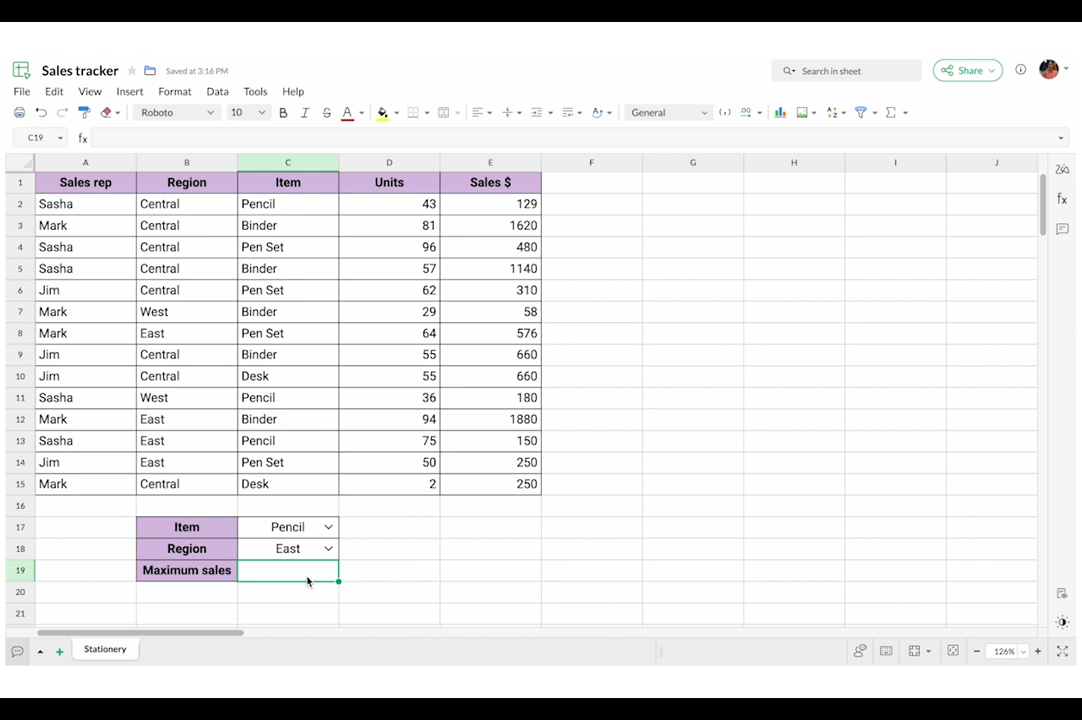 Sales tracker Saved at 3:16 PM Search in sheet Share
File Edit View Insert Format Data Tools Help
Roboto 10 B I S A General
C19 fx
A B C D E F G H I J
1 Sales rep Region Item Units Sales $
2 Sasha Central Pencil 43 129
3 Mark Central Binder 81 1620
4 Sasha Central Pen Set 96 480
5 Sasha Central Binder 57 1140
6 Jim Central Pen Set 62 310
7 Mark West Binder 29 58
8 Mark East Pen Set 64 576
9 Jim Central Binder 55 660
10 Jim Central Desk 55 660
11 Sasha West Pencil 36 180
12 Mark East Binder 94 1880
13 Sasha East Pencil 75 150
14 Jim East Pen Set 50 250
15 Mark Central Desk 2 250
16
17 Item Pencil
18 Region East
19 Maximum sales
20
21
Stationery 126%